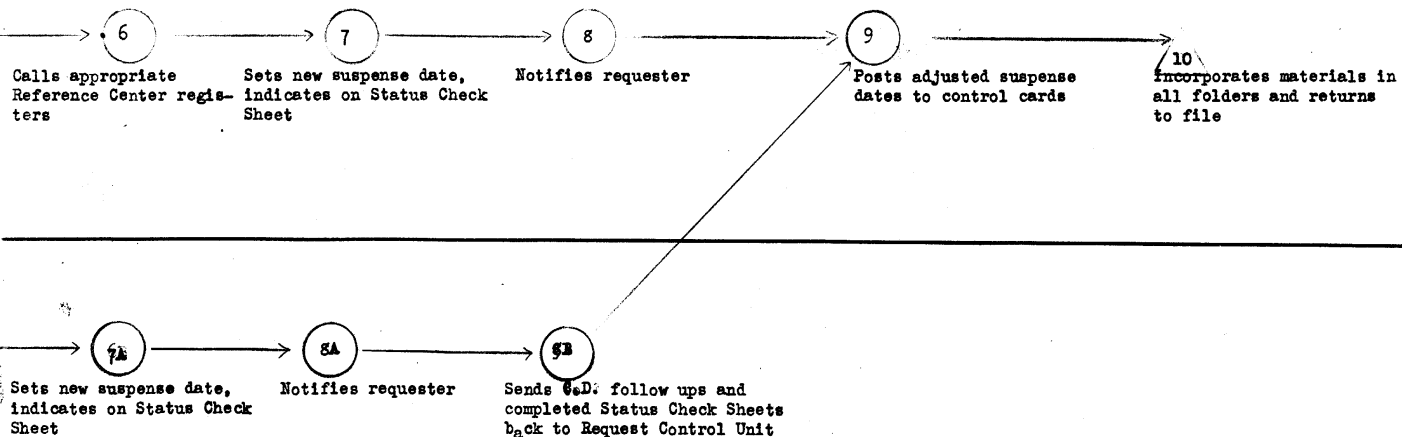 6
7
8
9
10
Calls appropriate
Reference Center regis-
ters
Sets new suspense date,
indicates on Status Check
Sheet
Notifies requester
Posts adjusted suspense
dates to control cards
Incorporates materials in
all folders and returns
to file
7A
8A
Sets new suspense date,
indicates on Status Check
Sheet
Notifies requester
Sends follow ups and
completed Status Check Sheets
back to Request Control Unit